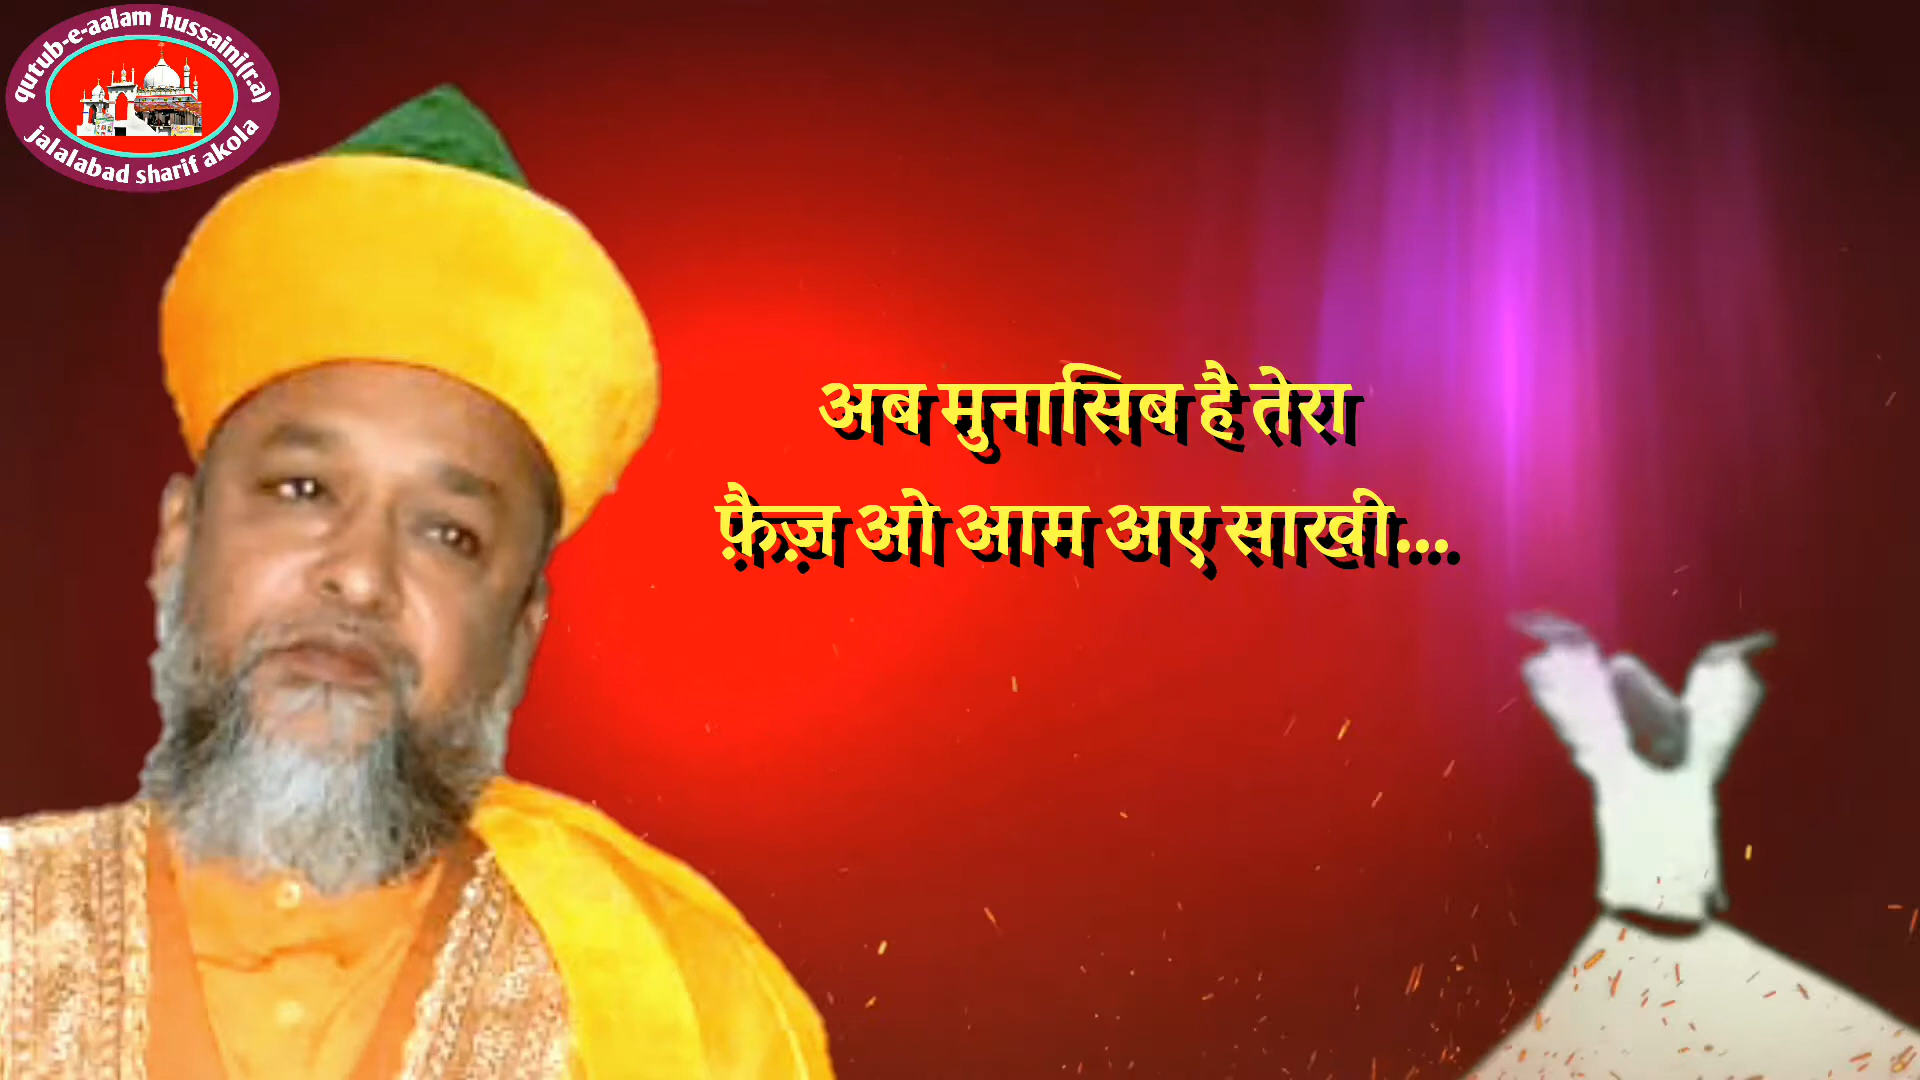 qutub-e-aalam hussaini(r.a)
jalalabad sharif akola
अब मुनासिब है तेरा
फ़ैज़ ओ आम अए साखी...